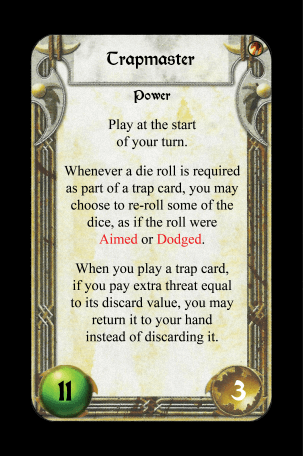 Trapmaster
Power
Play at the start
of your turn.
Whenever a die roll is required
as part of a trap card, you may
choose to re-roll some of the
dice, as if the roll were
Aimed or Dodged.
When you play a trap card,
if you pay extra threat equal
to its discard value, you may
return it to your hand
instead of discarding it.
11
3